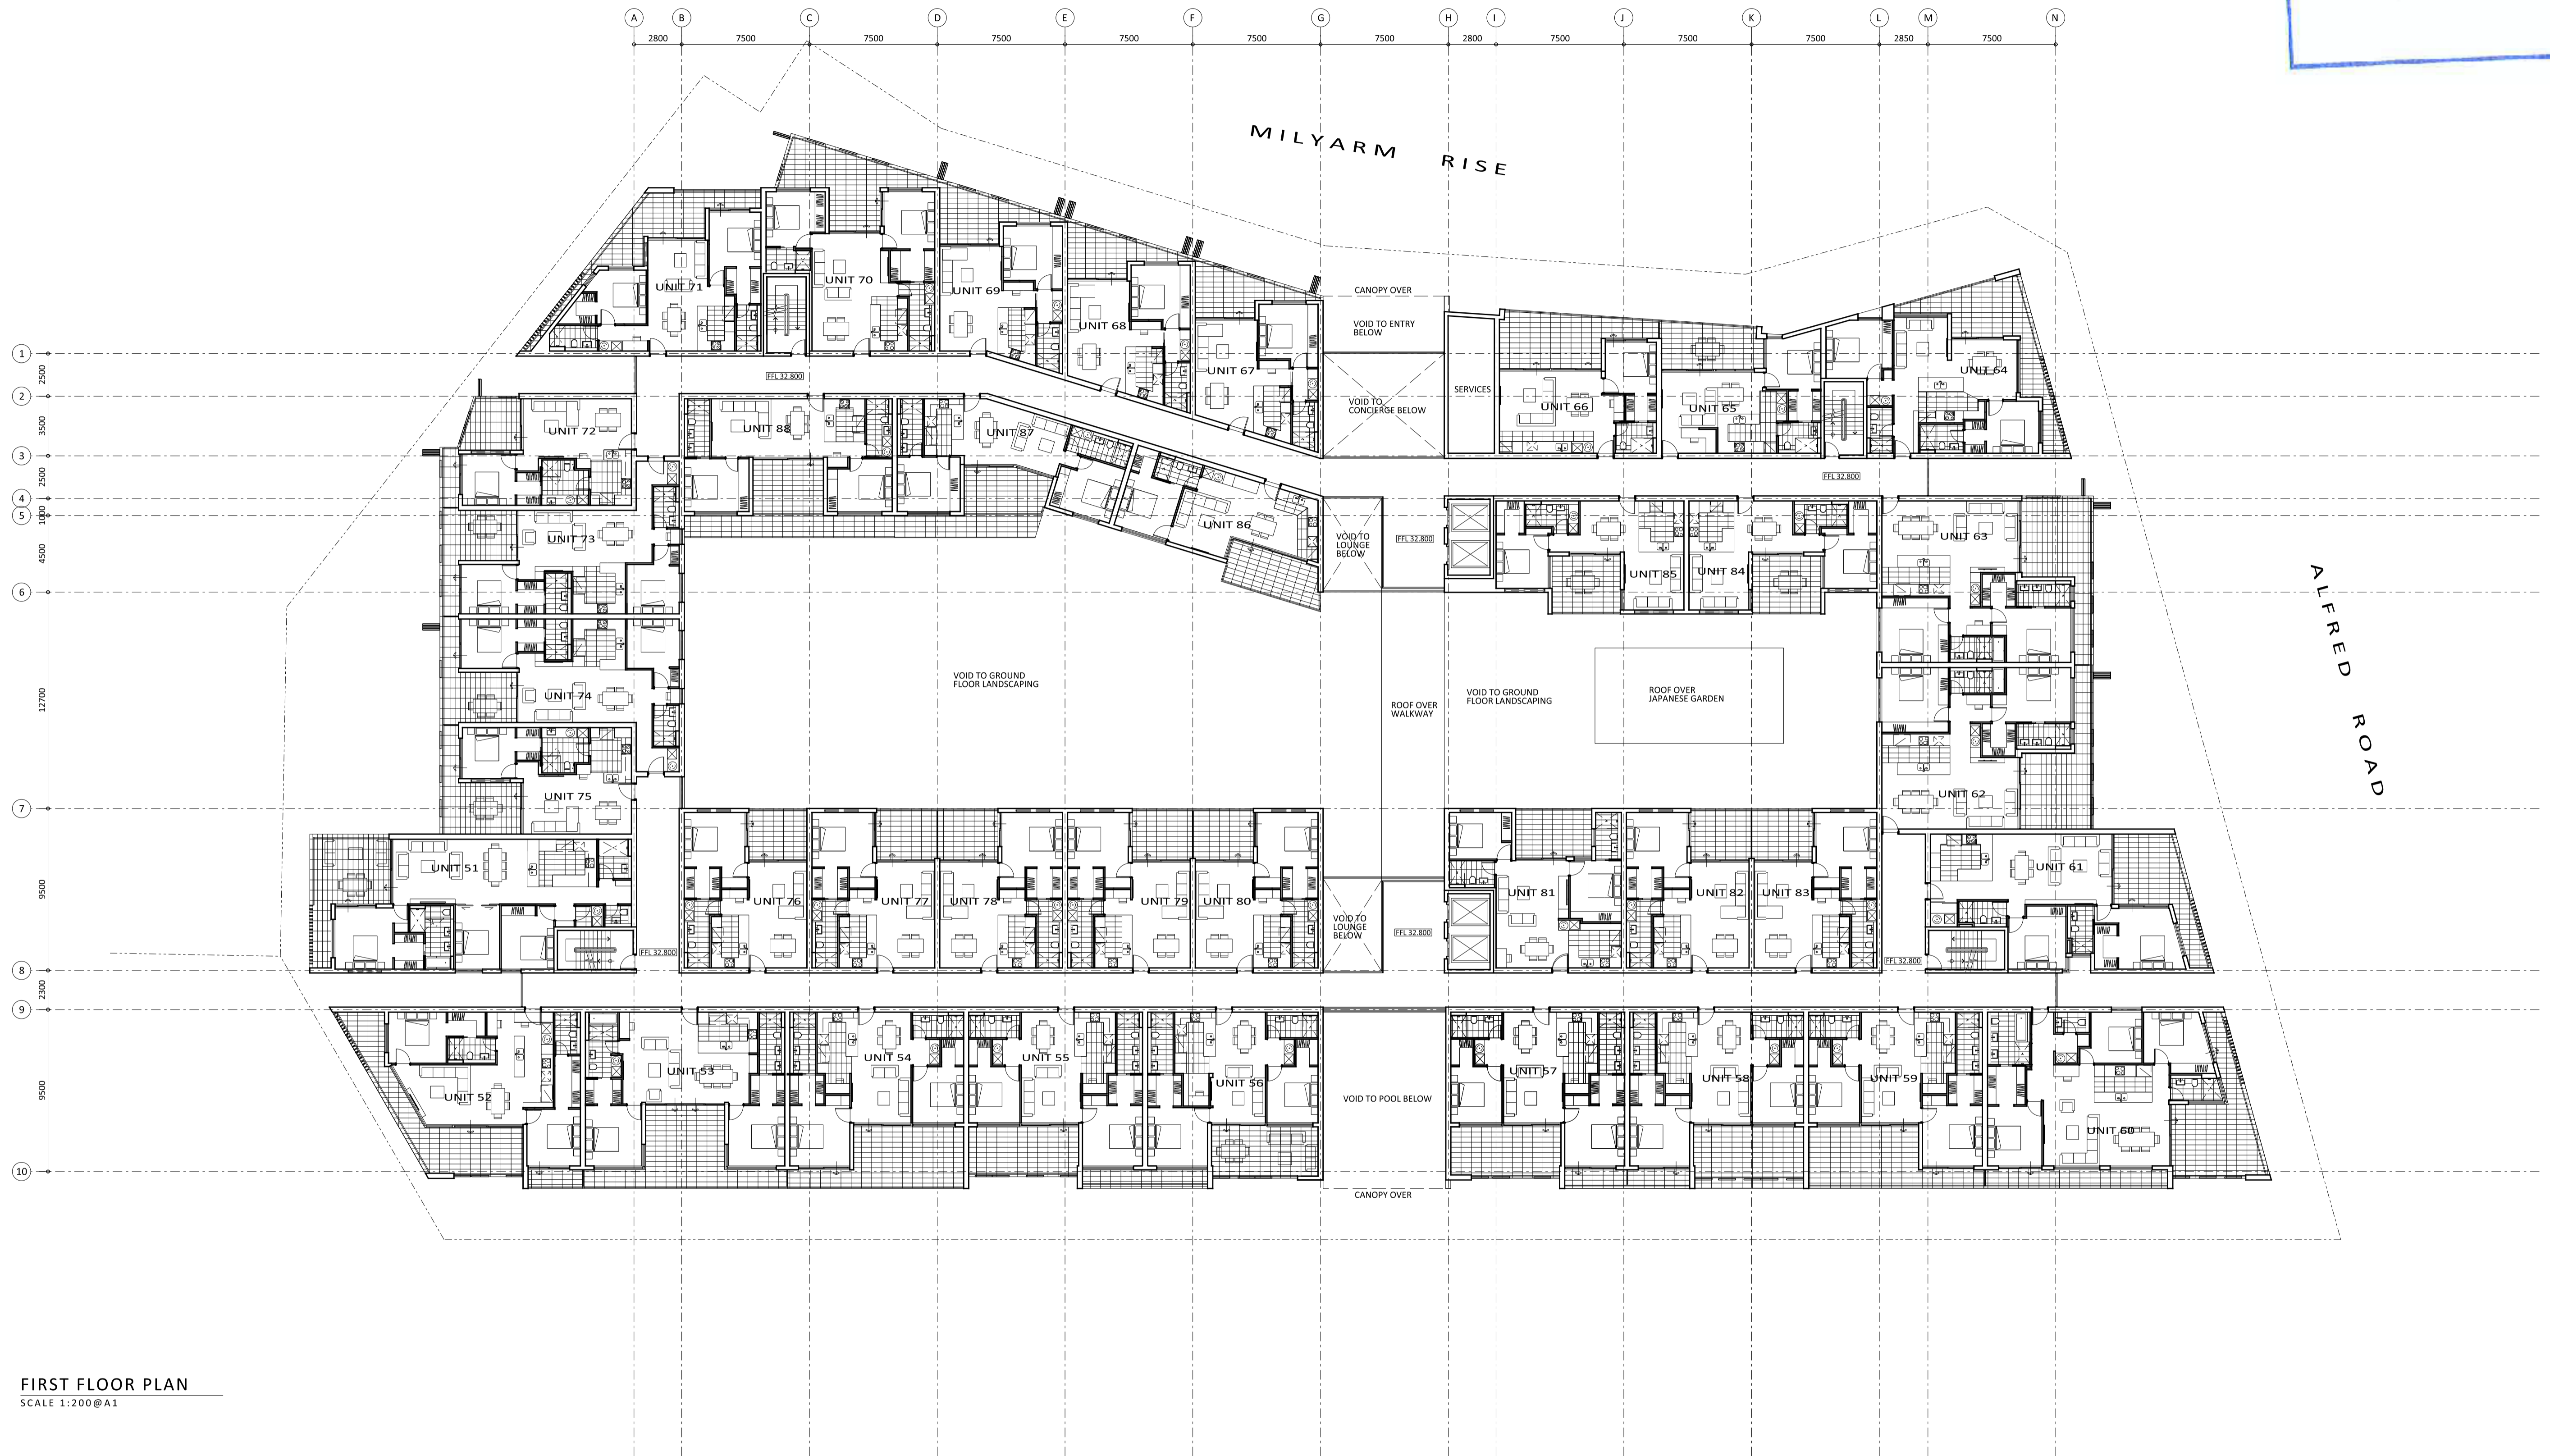 A B C D E F G H I J K L M N
2800 7500 7500 7500 7500 7500 7500 2800 7500 7500 7500 2850 7500
MILYARM RISE
ALFRED ROAD
1
2500
2
3500
3
2500
4
1000
5
4500
6
12700
7
9500
8
2300
9
9500
10
UNIT 71
UNIT 70
UNIT 69
UNIT 68
UNIT 67
CANOPY OVER
VOID TO ENTRY
BELOW
VOID TO
CONCIERGE BELOW
SERVICES
UNIT 66
UNIT 65
UNIT 64
FFL 32.800
FFL 32.800
UNIT 72
UNIT 88
UNIT 87
UNIT 86
VOID TO
LOUNGE
BELOW
FFL 32.800
UNIT 85
UNIT 84
UNIT 63
UNIT 73
UNIT 74
UNIT 75
VOID TO GROUND
FLOOR LANDSCAPING
ROOF OVER
WALKWAY
VOID TO GROUND
FLOOR LANDSCAPING
ROOF OVER
JAPANESE GARDEN
UNIT 62
UNIT 51
UNIT 76
UNIT 77
UNIT 78
UNIT 79
UNIT 80
VOID TO
LOUNGE
BELOW
FFL 32.800
UNIT 81
UNIT 82
UNIT 83
UNIT 61
FFL 32.800
FFL 32.800
UNIT 52
UNIT 53
UNIT 54
UNIT 55
UNIT 56
VOID TO POOL BELOW
UNIT 57
UNIT 58
UNIT 59
UNIT 60
CANOPY OVER
FIRST FLOOR PLAN
SCALE 1:200@A1